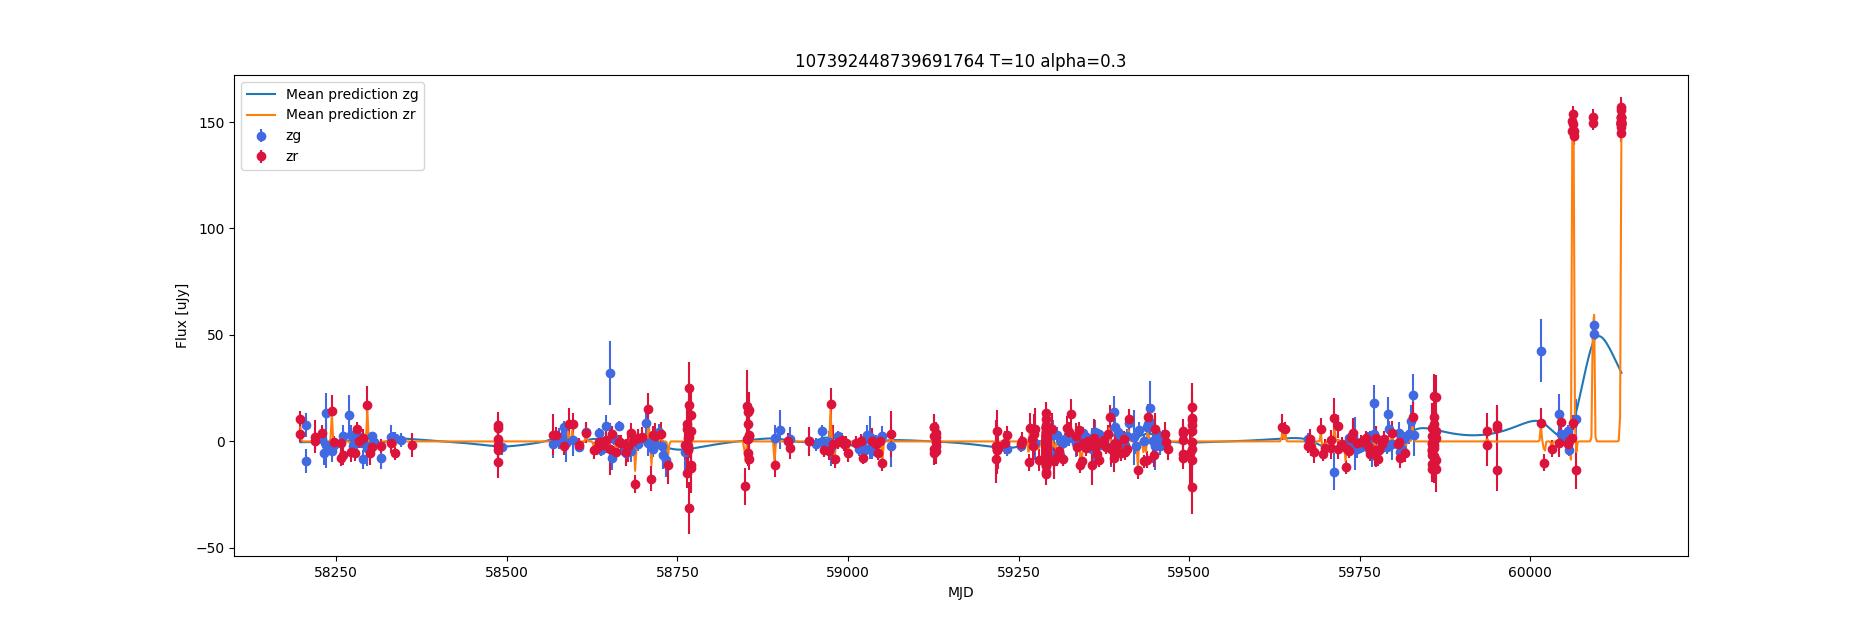 107392448739691764 T=10 alpha=0.3
Mean prediction zg
Mean prediction zr
zg
zr
150
100
50
0
−50
Flux [uJy]
58250 58500 58750 59000 59250 59500 59750 60000
MJD